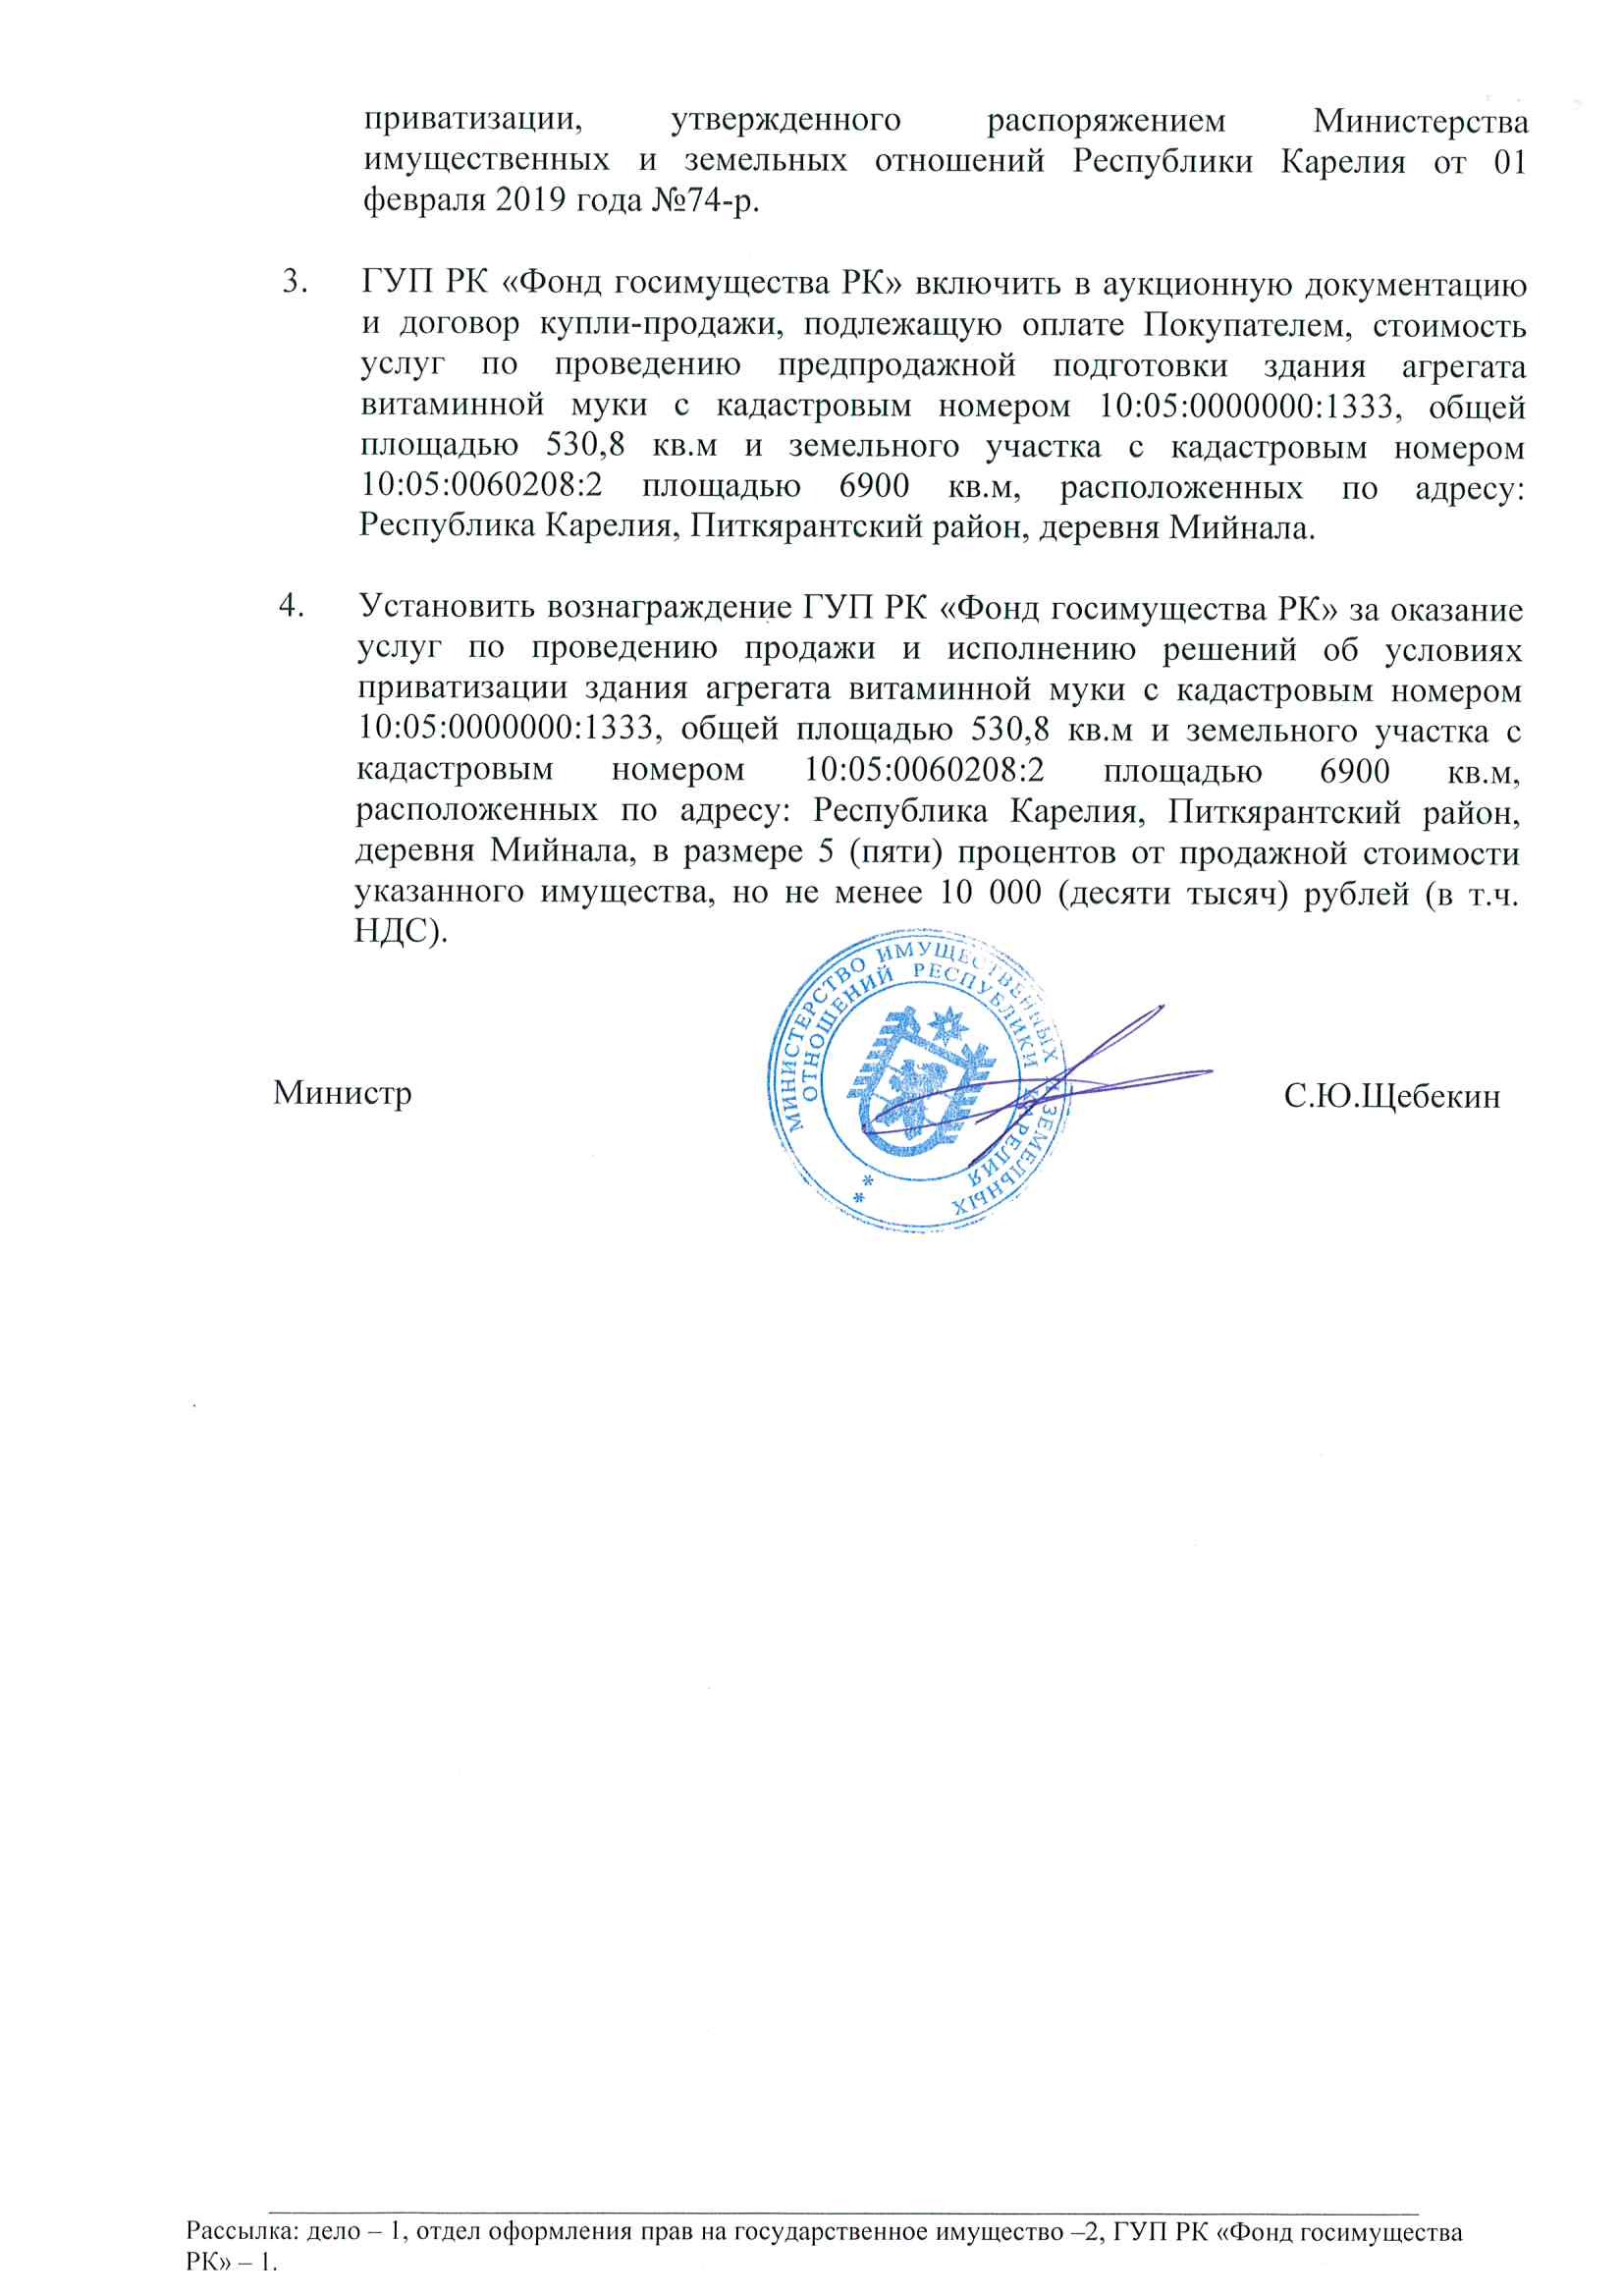 приватизации, утвержденного распоряжением Министерства
имущественных и земельных отношений Республики Карелия от 01
февраля 2019 года №74-р.
3. ГУП РК «Фонд госимущества РК» включить в аукционную документацию
и договор купли-продажи, подлежащую оплате Покупателем, стоимость
услуг по проведению предпродажной подготовки здания агрегата
витаминной муки с кадастровым номером 10:05:0000000:1333, общей
площадью 530,8 кв.м и земельного участка с кадастровым номером
10:05:0060208:2 площадью 6900 кв.м, расположенных по адресу:
Республика Карелия, Питкярантский район, деревня Мийнала.
4. Установить вознаграждение ГУП РК «Фонд госимущества РК» за оказание
услуг по проведению продажи и исполнению решений об условиях
приватизации здания агрегата витаминной муки с кадастровым номером
10:05:0000000:1333, общей площадью 530,8 кв.м и земельного участка с
кадастровым номером 10:05:0060208:2 площадью 6900 кв.м,
расположенных по адресу: Республика Карелия, Питкярантский район,
деревня Мийнала, в размере 5 (пяти) процентов от продажной стоимости
указанного имущества, но не менее 10 000 (десяти тысяч) рублей (в т.ч.
НДС).
МИНИСТЕРСТВО ИМУЩЕСТВЕННЫХ И ЗЕМЕЛЬНЫХ
ОТНОШЕНИЙ РЕСПУБЛИКИ КАРЕЛИЯ
* *
Министр С.Ю.Щебекин
Рассылка: дело – 1, отдел оформления прав на государственное имущество –2, ГУП РК «Фонд госимущества
РК» – 1.